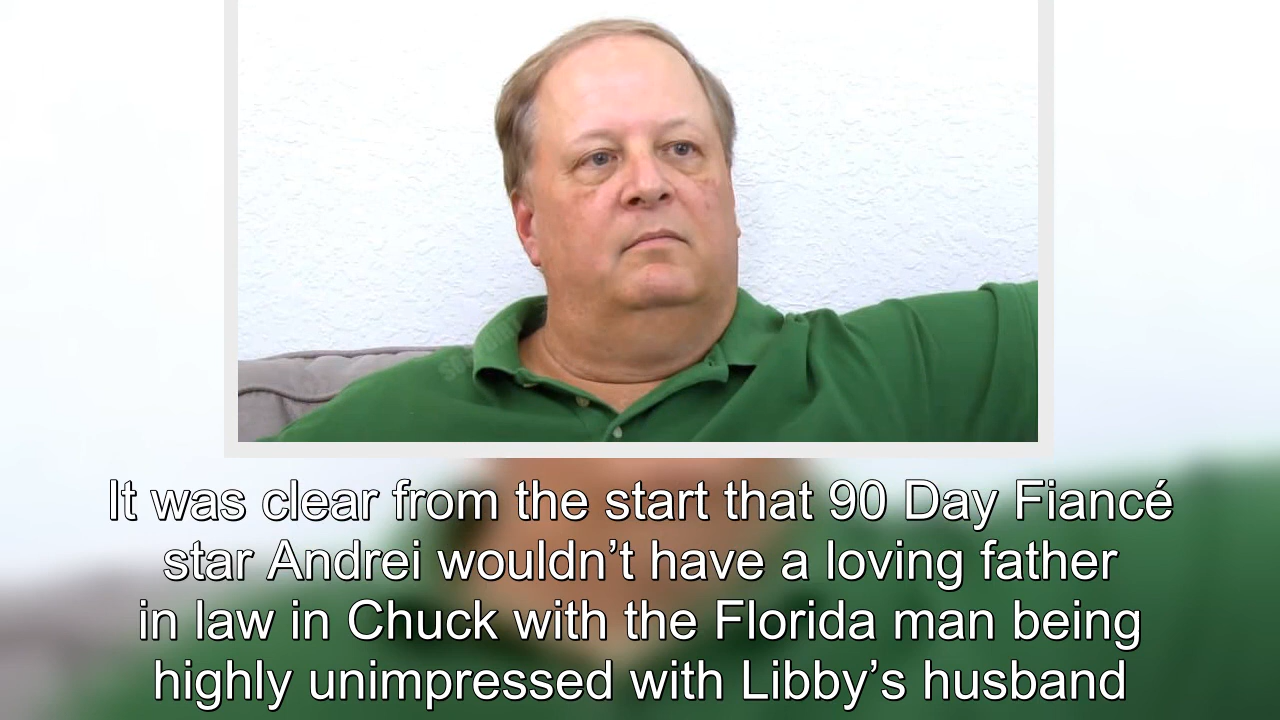 It was clear from the start that 90 Day Fiancé
star Andrei wouldn’t have a loving father
in law in Chuck with the Florida man being
highly unimpressed with Libby’s husband